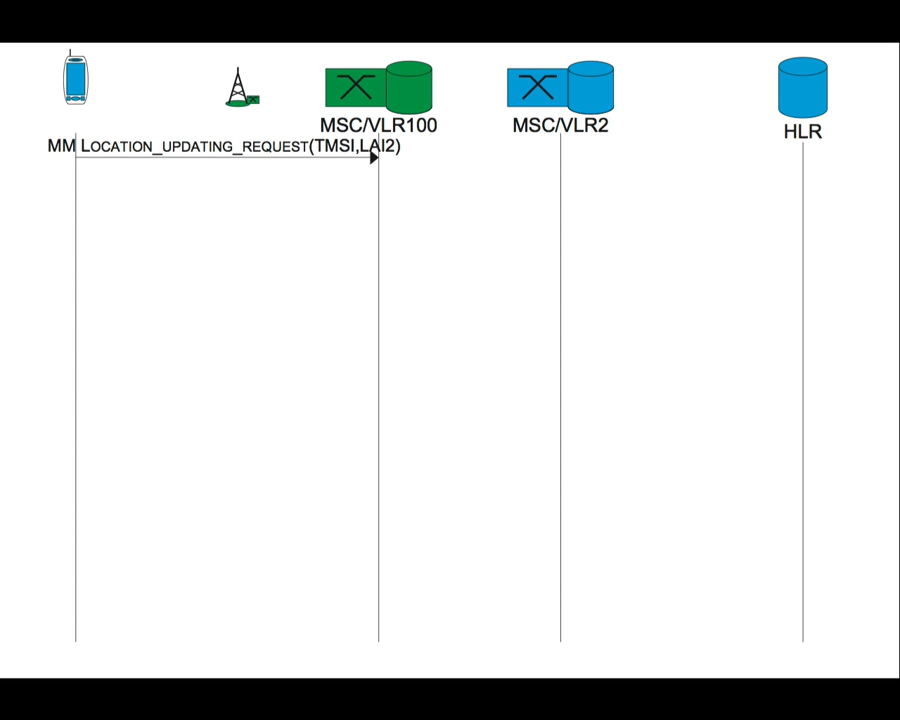 MSC/VLR100
MSC/VLR2
HLR
MM LOCATION_UPDATING_REQUEST(TMSI,LAI2)